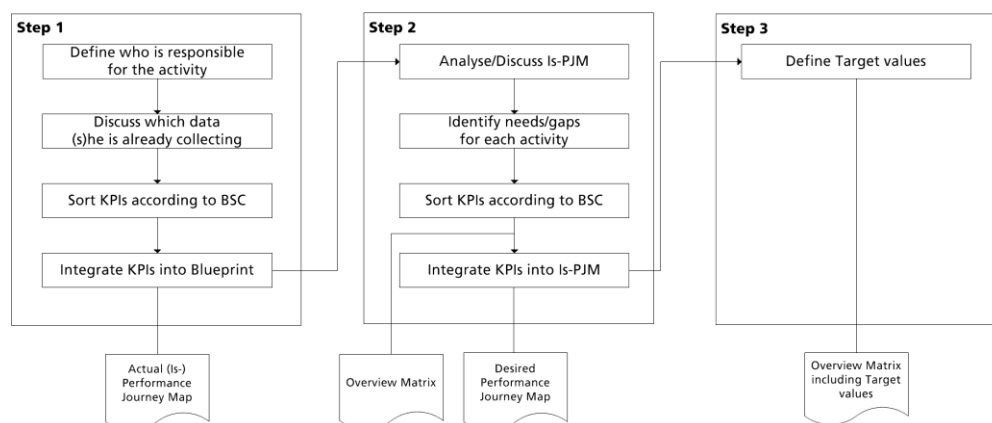 Step 1
Define who is responsible
for the activity
Discuss which data
(s)he is already collecting
Sort KPIs according to BSC
Integrate KPIs into Blueprint
Actual (Is-)
Performance
Journey Map
Step 2
Analyse/Discuss Is-PJM
Identify needs/gaps
for each activity
Sort KPIs according to BSC
Integrate KPIs into Is-PJM
Overview Matrix
Desired
Performance
Journey Map
Step 3
Define Target values
Overview Matrix
including Target
values